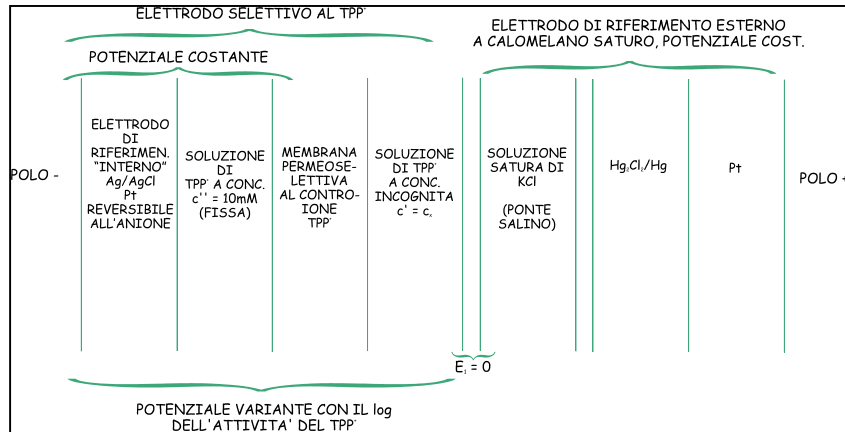 ELETTRODO SELETTIVO AL TPP⁺
ELETTRODO DI RIFERIMENTO ESTERNO
A CALOMELANO SATURO, POTENZIALE COST.
POTENZIALE COSTANTE
POLO -
ELETTRODO
DI
RIFERIMEN.
"INTERNO"
Ag/AgCl
Pt
REVERSIBILE
ALL'ANIONE
SOLUZIONE
DI
TPP⁺ A CONC.
c'' = 10mM
(FISSA)
MEMBRANA
PERMEOSE-
LETTIVA
AL CONTRO-
IONE
TPP⁺
SOLUZIONE
DI TPP⁺
A CONC.
INCOGNITA
c' = cₓ
SOLUZIONE
SATURA DI
KCl
(PONTE
SALINO)
Hg₂Cl₂/Hg
Pt
POLO +
Eⱼ = 0
POTENZIALE VARIANTE CON IL log
DELL'ATTIVITA' DEL TPP⁺